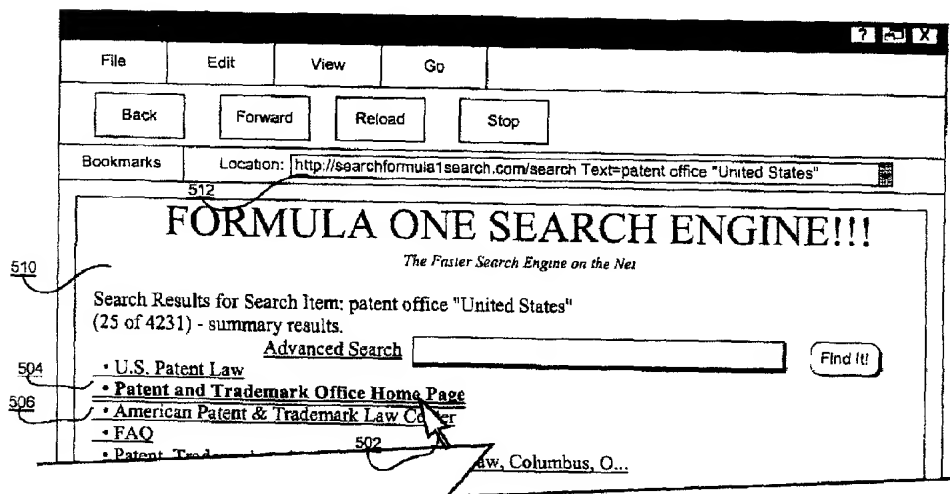 ? X
File Edit View Go
Back Forward Reload Stop
Bookmarks Location: http://searchformula1search.com/search Text=patent office "United States"
512
FORMULA ONE SEARCH ENGINE!!!
The Faster Search Engine on the Net
510
Search Results for Search Item: patent office "United States"
(25 of 4231) - summary results.
Advanced Search Find It!
504 • U.S. Patent Law
• Patent and Trademark Office Home Page
506 • American Patent & Trademark Law
• FAQ
502
• Patent, Columbus, O...